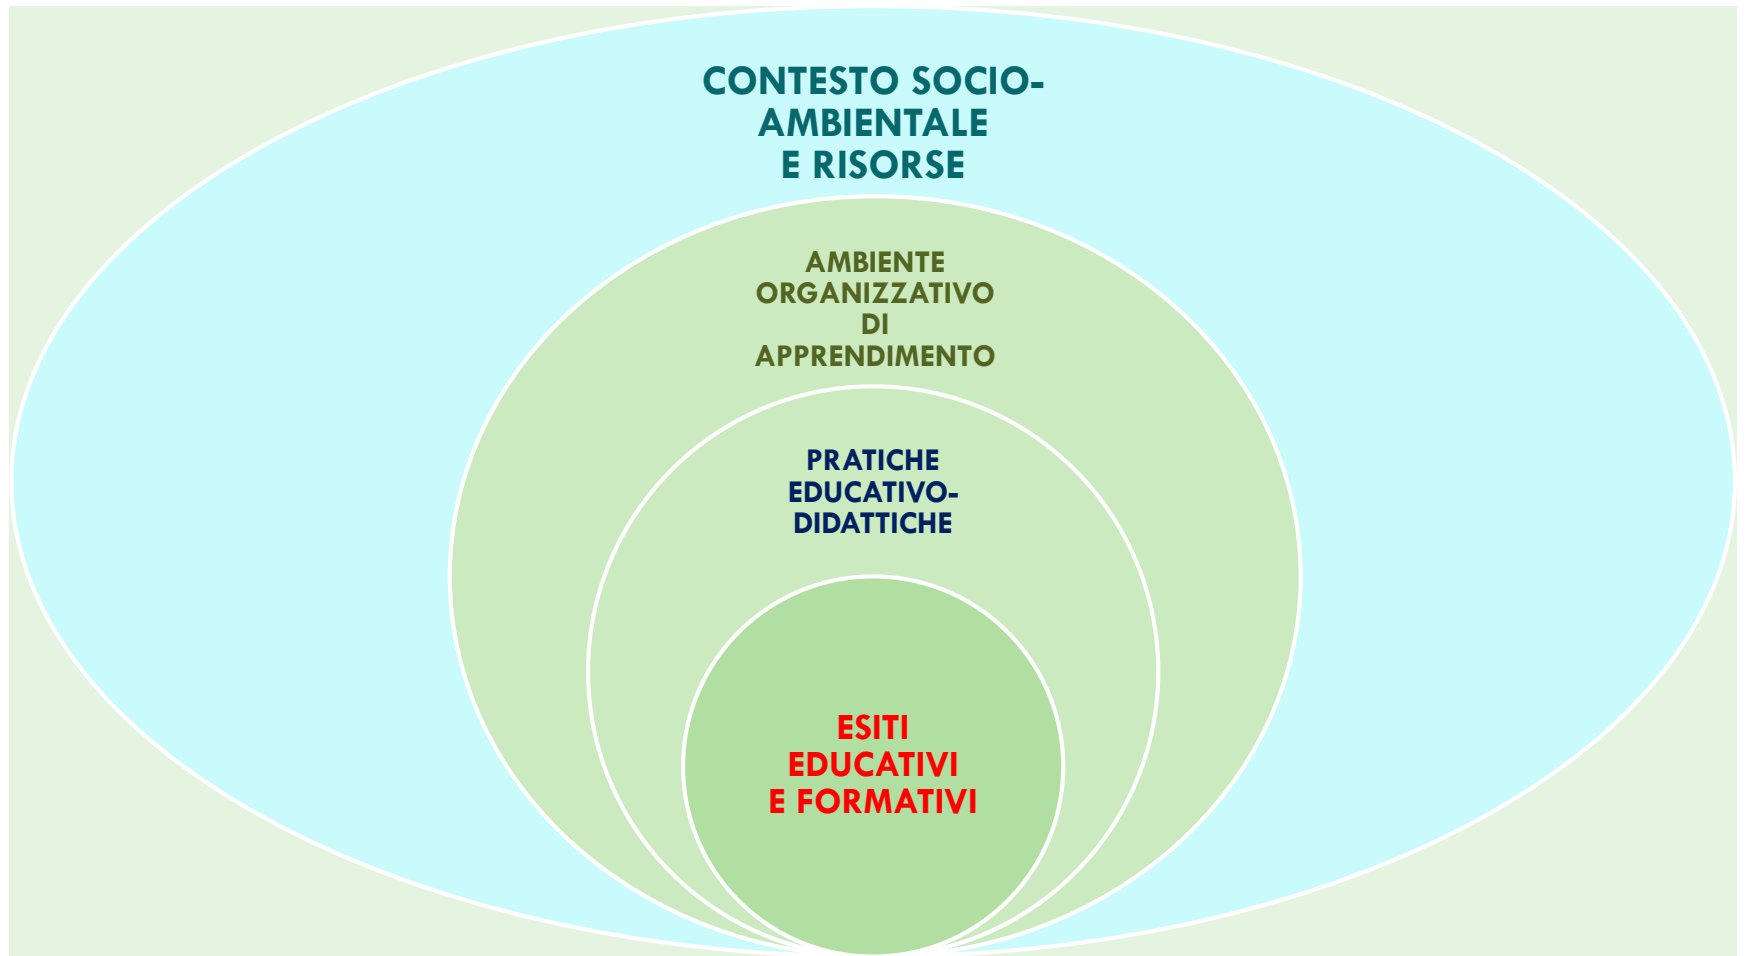 CONTESTO SOCIO-
AMBIENTALE
E RISORSE
AMBIENTE
ORGANIZZATIVO
DI
APPRENDIMENTO
PRATICHE
EDUCATIVO-
DIDATTICHE
ESITI
EDUCATIVI
E FORMATIVI